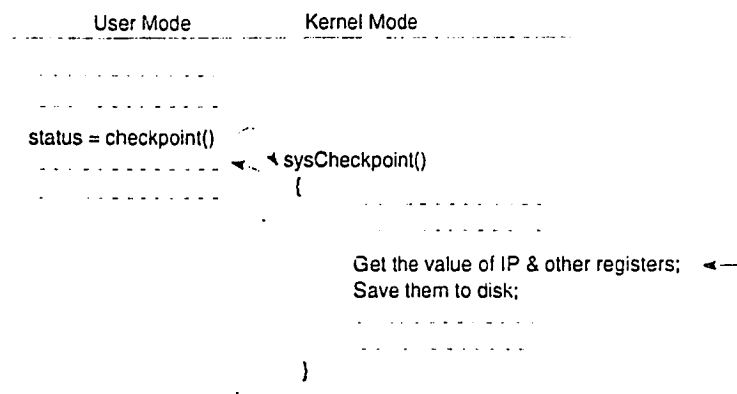 User Mode Kernel Mode
status = checkpoint()
sysCheckpoint()
{
Get the value of IP & other registers;
Save them to disk;
}